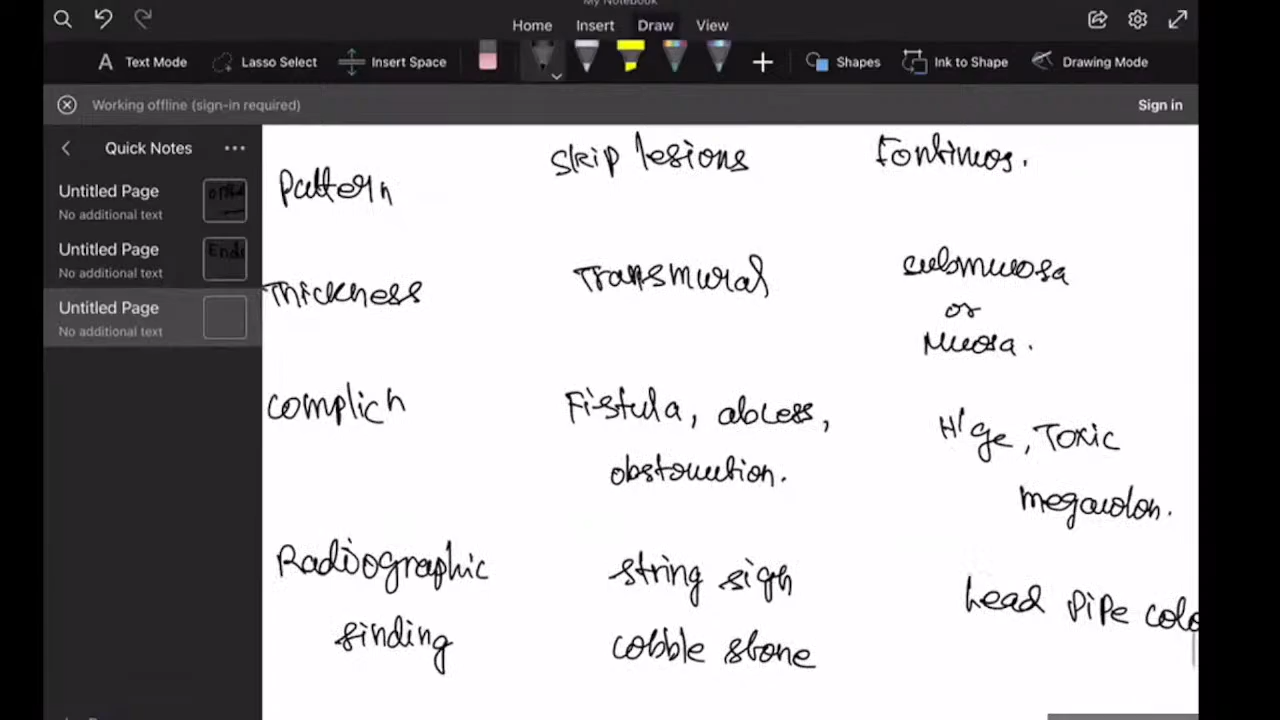 My Notebook
Home Insert Draw View
Text Mode Lasso Select Insert Space Shapes Ink to Shape Drawing Mode
Working offline (sign-in required) Sign in
Quick Notes
Untitled Page
No additional text
Untitled Page
No additional text
Untitled Page
No additional text
Pattern skip lesions
Thickness Transmural submucosa
or
Mucosa.
complich Fistula, abcess, H'ge, Toxic
obstruction. megacolon.
Radiographic string sign Lead pipe colo
finding cobble stone